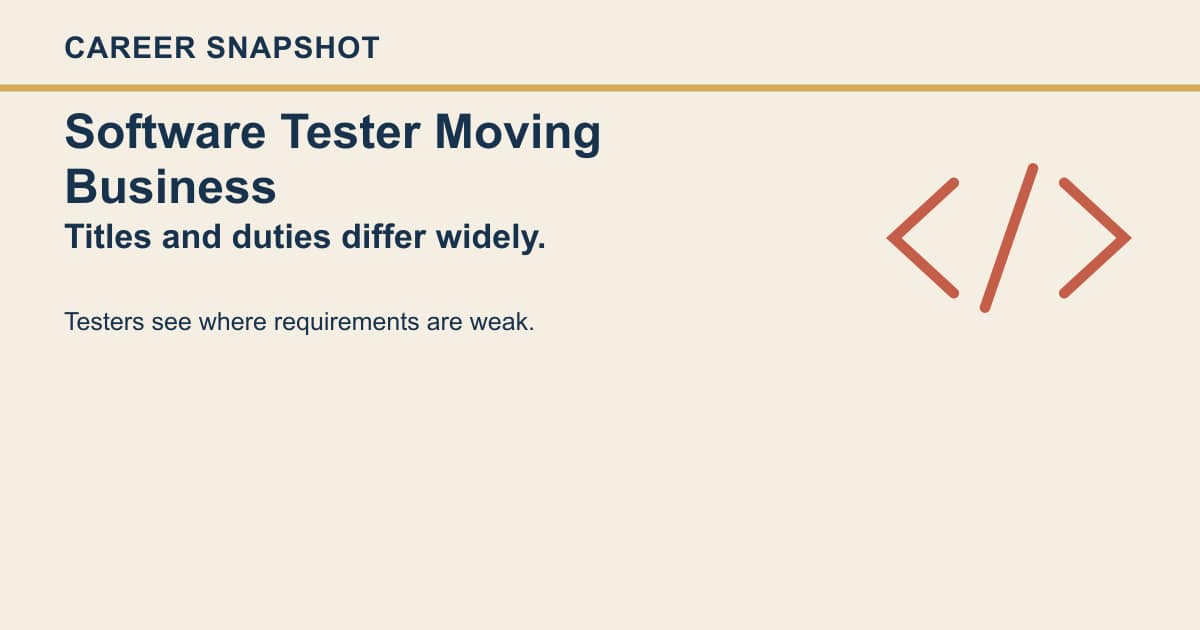 CAREER SNAPSHOT
Software Tester Moving
Business
Titles and duties differ widely.
Testers see where requirements are weak.